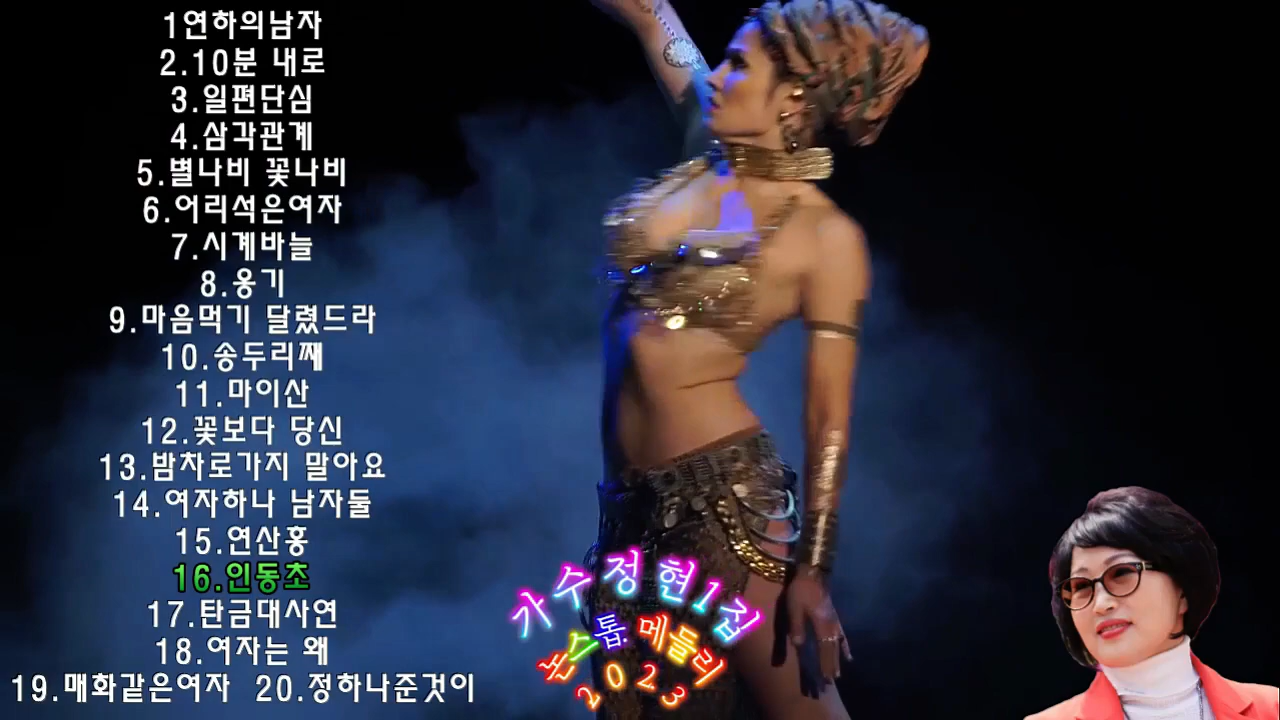 1연하의남자
2.10분 내로
3.일편단심
4.삼각관계
5.별나비 꽃나비
6.어리석은여자
7.시계바늘
8.옹기
9.마음먹기 달렸드라
10.송두리째
11.마이산
12.꽃보다 당신
13.밤차로가지 말아요
14.여자하나 남자둘
15.연산홍
16.인동초
17.탄금대사연
18.여자는 왜
19.매화같은여자 20.정하나준것이
가수정현1집
논스톱 메들리
2023